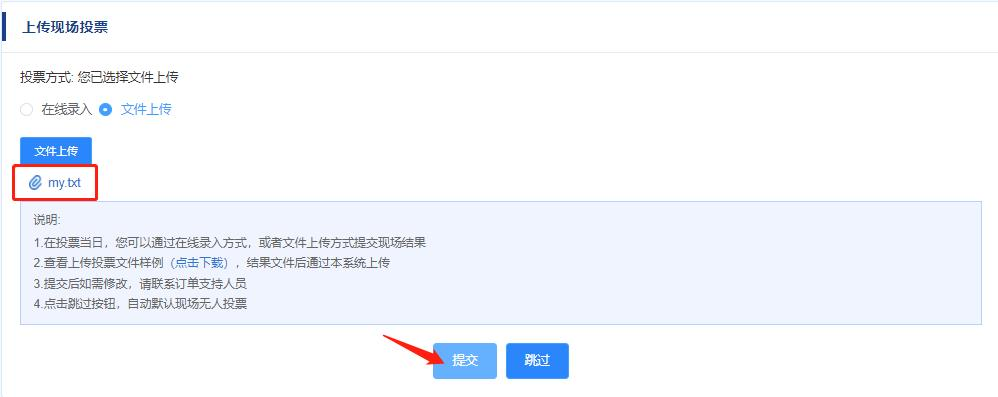 上传现场投票
投票方式: 您已选择文件上传
在线录入 文件上传
文件上传
my.txt
说明:
1.在投票当日，您可以通过在线录入方式，或者文件上传方式提交现场结果
2.查看上传投票文件样例（点击下载），结果文件后通过本系统上传
3.提交后如需修改，请联系订单支持人员
4.点击跳过按钮，自动默认现场无人投票
提交 跳过